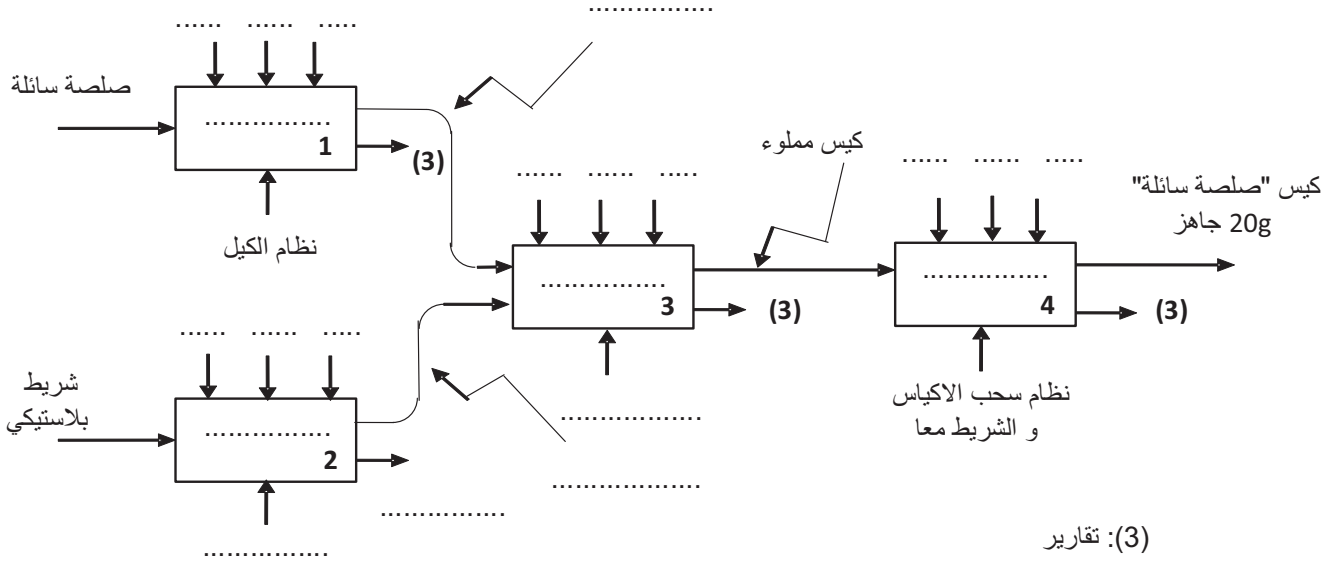 ...............
...... ...... .....
صلصة سائلة
................
1
(3)
نظام الكيل
كيس مملوء
...... ...... .....
................
3
(3)
...... ...... .....
................
4
كيس "صلصة سائلة"
20g جاهز
(3)
نظام سحب الاكياس
و الشريط معا
...... ...... .....
شريط
بلاستيكي
................
2
.................
.................
...............
...............
(3): تقارير